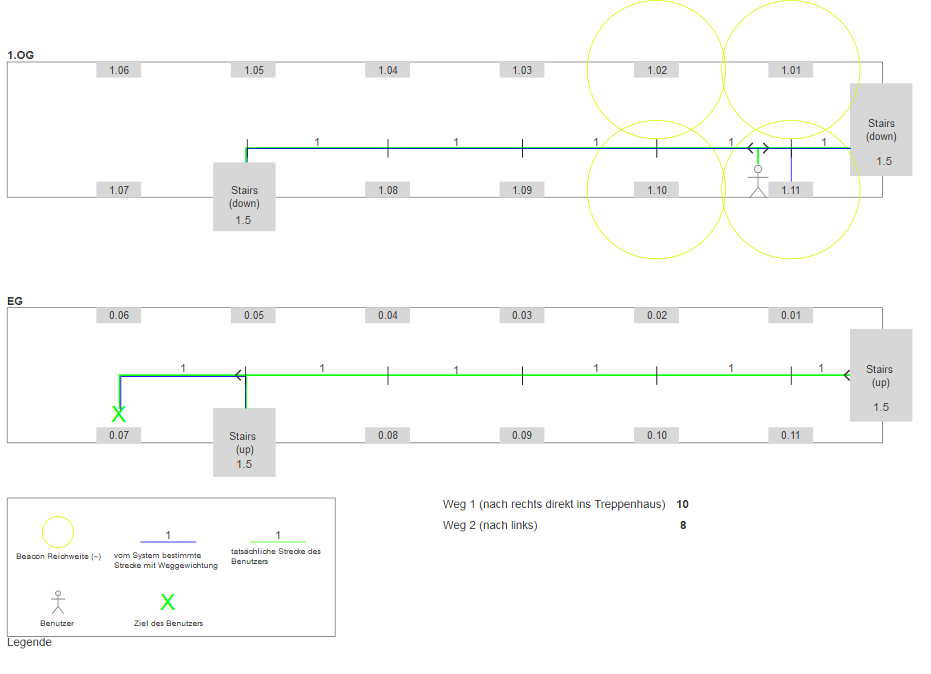 1.OG
1.06 1.05 1.04 1.03 1.02 1.01
Stairs
(down)
1.5
1 1 1 1 1
1.07 1.08 1.09 1.10 1.11
Stairs
(down)
1.5
EG
0.06 0.05 0.04 0.03 0.02 0.01
Stairs
(up)
1.5
1 1 1 1 1 1
X
0.07 0.08 0.09 0.10 0.11
Stairs
(up)
1.5
Weg 1 (nach rechts direkt ins Treppenhaus) 10
Weg 2 (nach links) 8
Beacon Reichweite (~)
1
vom System bestimmte
Strecke mit Weggewichtung
1
tatsächliche Strecke des
Benutzers
Benutzer
X
Ziel des Benutzers
Legende